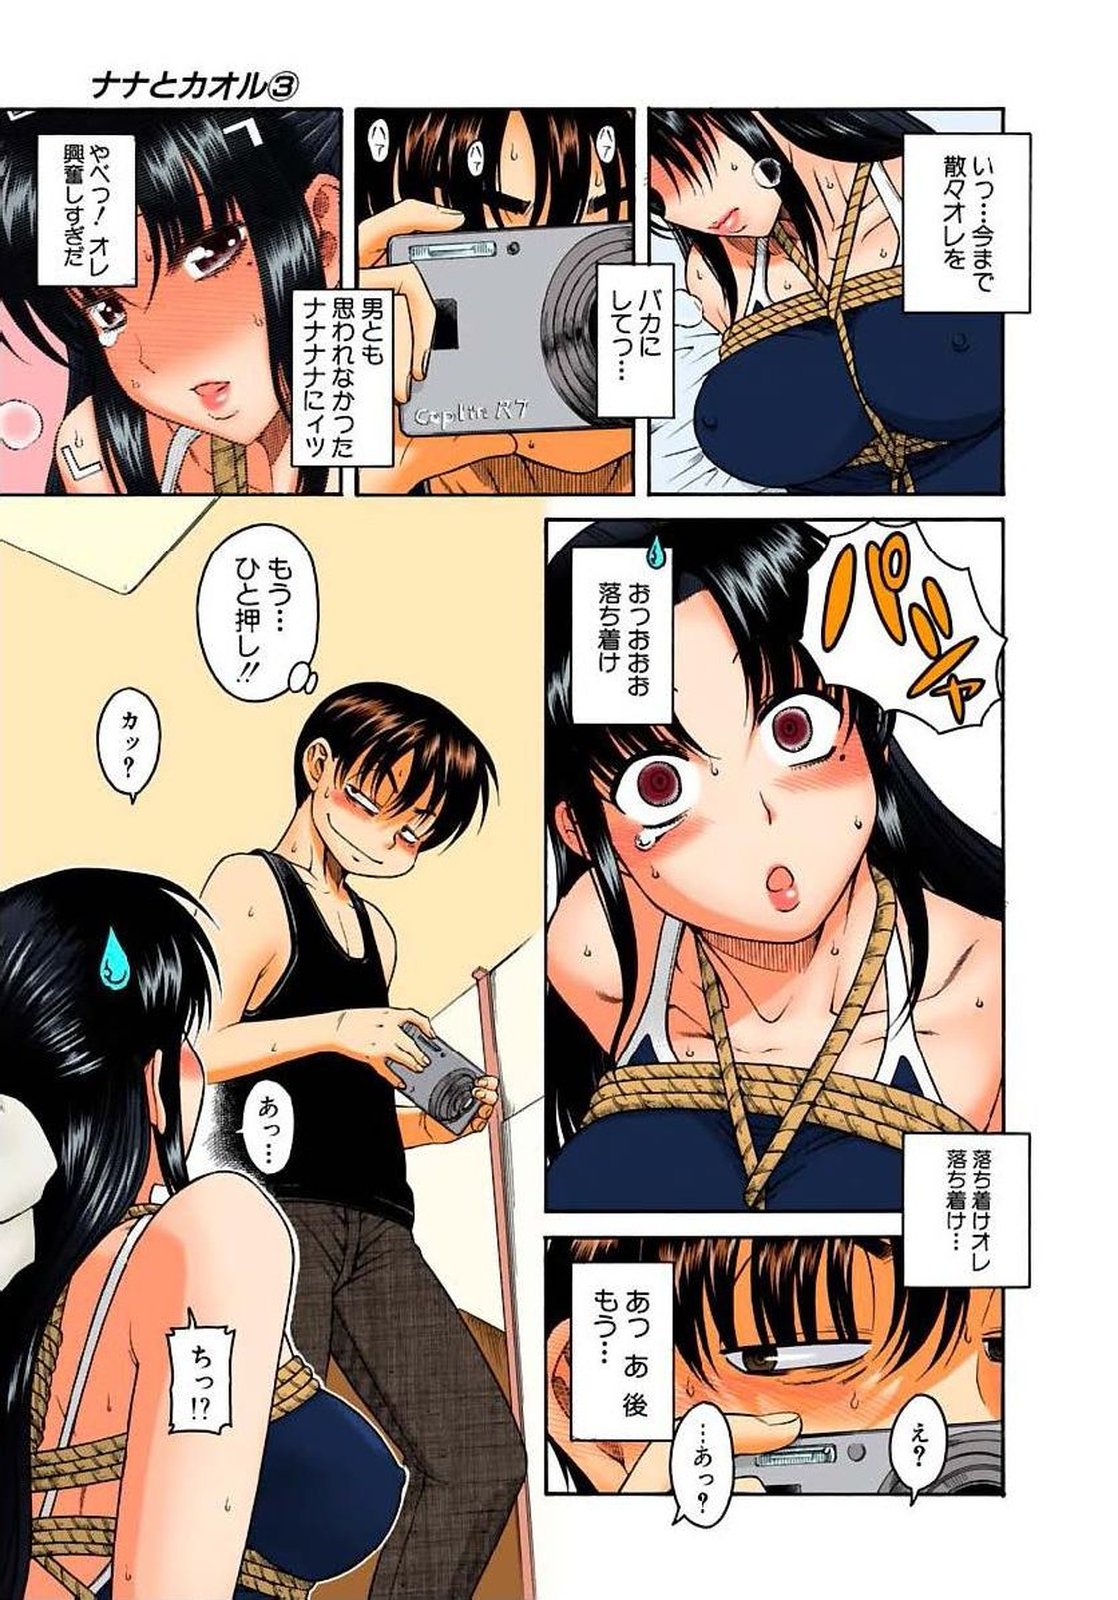 ナナとカオル③
いっ…今まで
散々オレを
バカに
してっ…
ハァ
ハァ
ハァ
男とも
思われなかった
ナナナナにィッ
やべっ!オレ
興奮しすぎだ
パシャ
おっおおお
落ち着け
落ち着けオレ
落ち着け…
あっ あ 後
もう…
え?
…あっ?
もう…
ひと押し!!
カッ?
あっ…
ちっ!?
Caplio R7